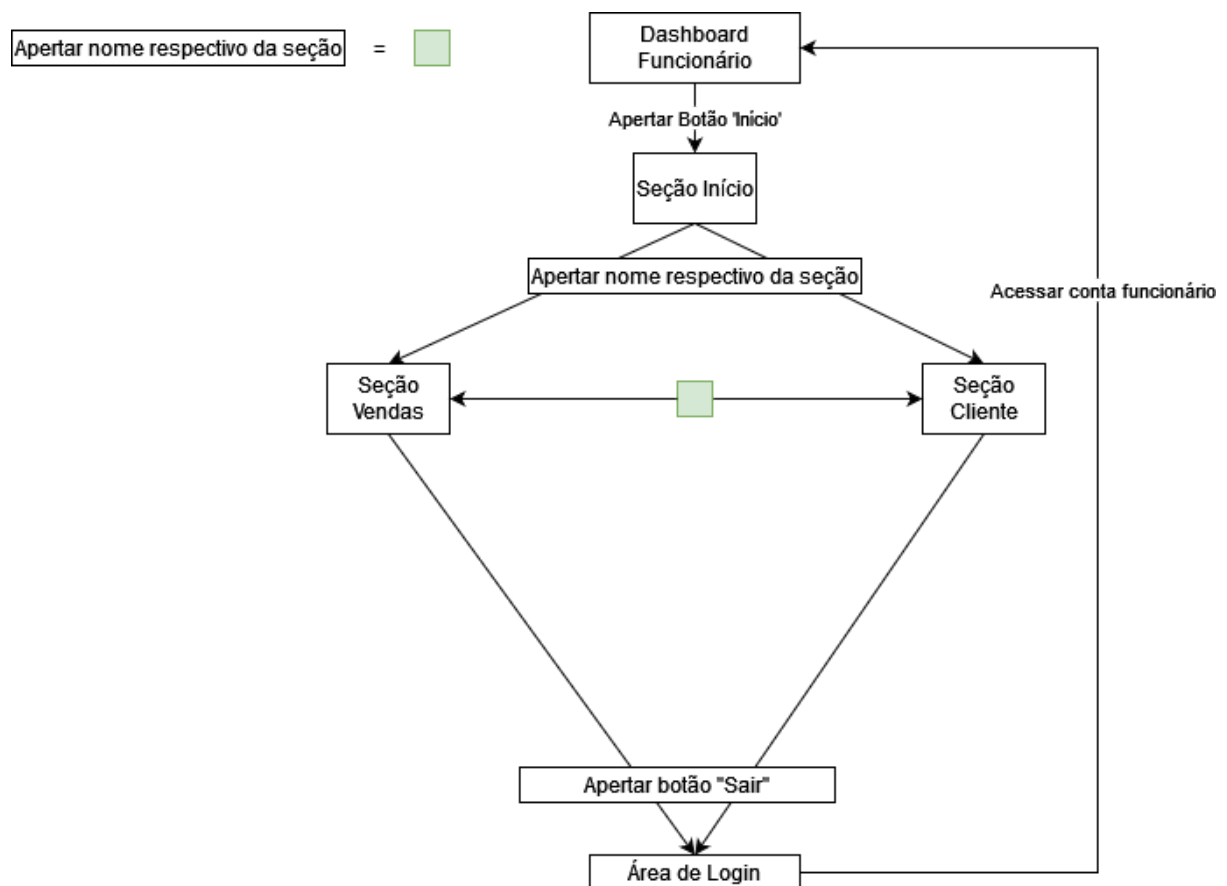 Apertar nome respectivo da seção =
Dashboard
Funcionário
Apertar Botão 'Início'
Seção Início
Apertar nome respectivo da seção
Acessar conta funcionário
Seção
Vendas
Seção
Cliente
Apertar botão "Sair"
Área de Login